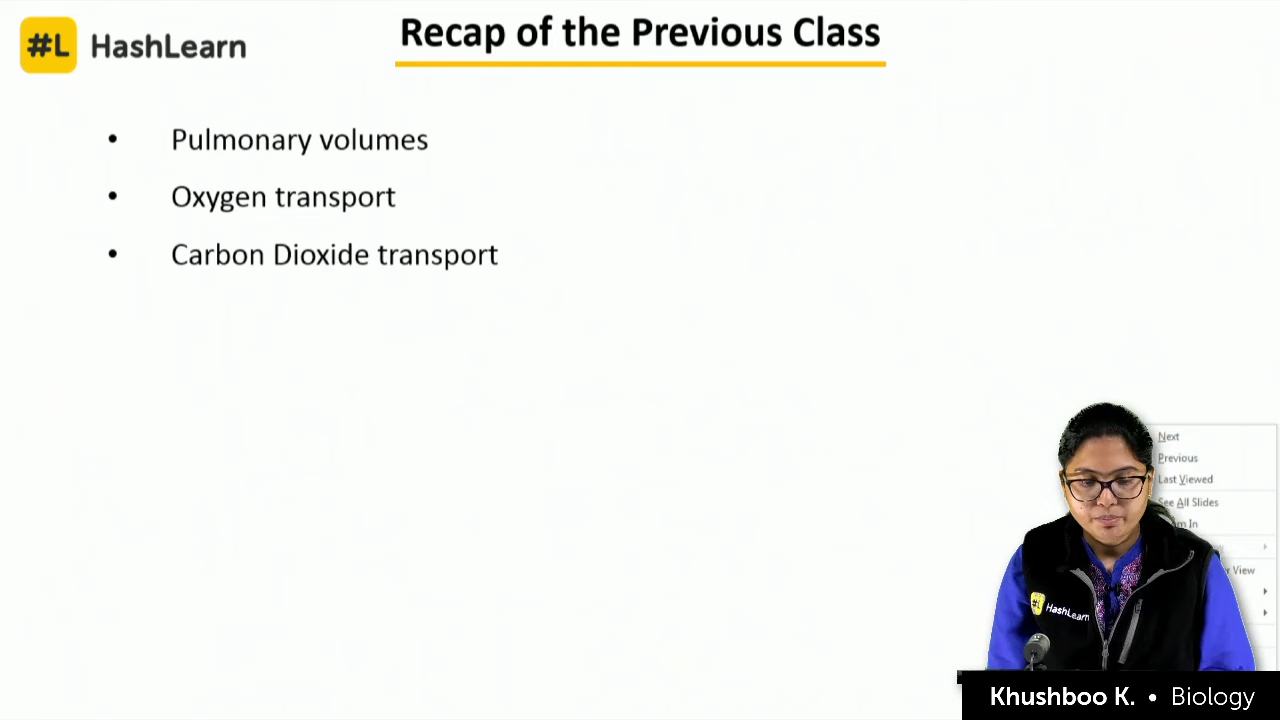 #L HashLearn
Recap of the Previous Class
• Pulmonary volumes
• Oxygen transport
• Carbon Dioxide transport
Next
Previous
Last Viewed
See All Slides
In
View
#L HashLearn
Khushboo K. • Biology